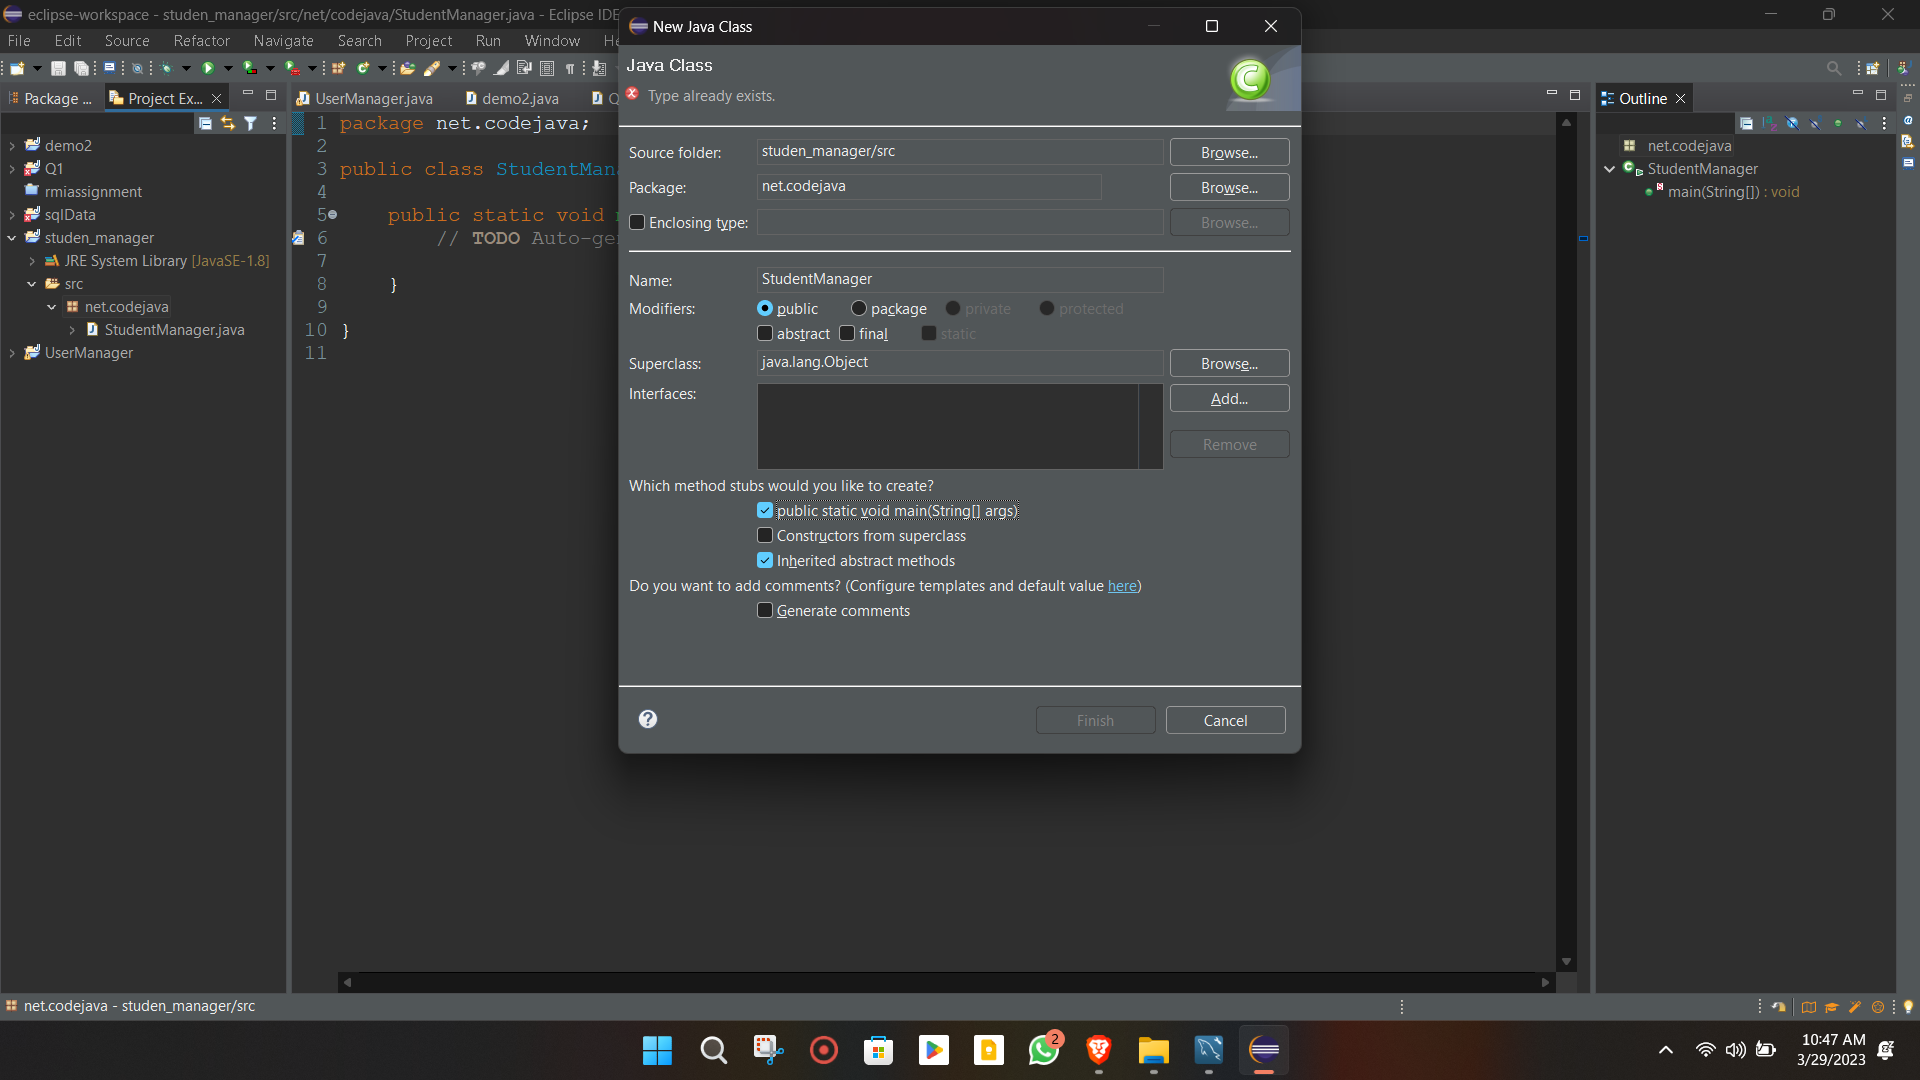 eclipse-workspace - studen_manager/src/net/codejava/StudentManager.java - Eclipse IDE
File Edit Source Refactor Navigate Search Project Run Window
Package ...
Project Ex...
demo2
Q1
rmiassignment
sqlData
studen_manager
JRE System Library [JavaSE-1.8]
src
net.codejava
StudentManager.java
UserManager
UserManager.java
demo2.java
1 package net.codejava;
2
3 public class StudentMan
4
5 public static void
6 // TODO Auto-ge
7
8 }
9
10 }
11
New Java Class
Java Class
Type already exists.
Source folder: studen_manager/src Browse...
Package: net.codejava Browse...
Enclosing type: Browse...
Name: StudentManager
Modifiers: public package private protected
abstract final static
Superclass: java.lang.Object Browse...
Interfaces: Add...
Remove
Which method stubs would you like to create?
public static void main(String[] args)
Constructors from superclass
Inherited abstract methods
Do you want to add comments? (Configure templates and default value here)
Generate comments
Finish Cancel
Outline
net.codejava
StudentManager
main(String[]) : void
net.codejava - studen_manager/src
2
10:47 AM
3/29/2023